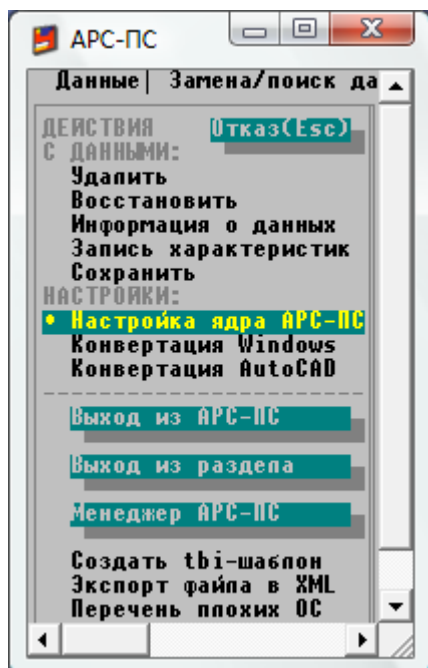 АРС-ПС
Данные| Замена/поиск да
ДЕЙСТВИЯ Отказ(Esc)
С ДАННЫМИ:
Удалить
Восстановить
Информация о данных
Запись характеристик
Сохранить
НАСТРОЙКИ:
• Настройка ядра АРС-ПС
Конвертация Windows
Конвертация AutoCAD
Выход из АРС-ПС
Выход из раздела
Менеджер АРС-ПС
Создать tbi-шаблон
Экспорт файла в XML
Перечень плохих ОС